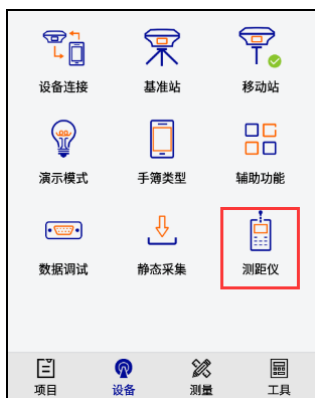 设备连接 基准站 移动站
演示模式 手簿类型 辅助功能
数据调试 静态采集 测距仪
项目 设备 测量 工具